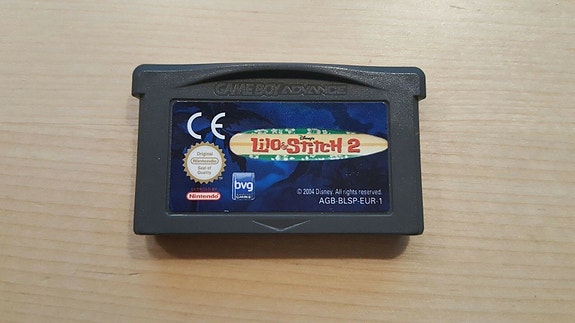 GAME BOY ADVANCE
CE
Disney's
Lilo & Stitch 2
Original
Nintendo
Seal of
Quality
Nintendo
bvg
© 2004 Disney. All rights reserved.
AGB-BLSP-EUR-1